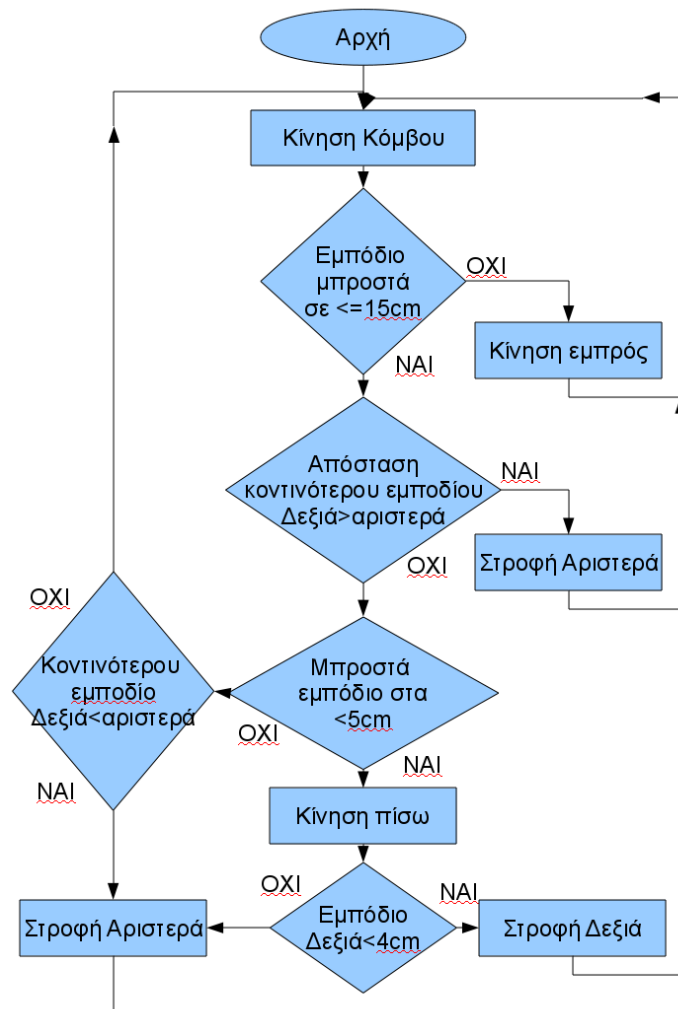 Αρχή
Κίνηση Κόμβου
Εμπόδιο
μπροστά
σε <=15cm
ΟΧΙ
Κίνηση εμπρός
ΝΑΙ
Απόσταση
κοντινότερου εμποδίου
Δεξιά>αριστερά
ΝΑΙ
Στροφή Αριστερά
ΟΧΙ
Μπροστά
εμπόδιο στα
<5cm
ΟΧΙ
ΟΧΙ
Κοντινότερου
εμποδίο
Δεξιά<αριστερά
ΝΑΙ
ΝΑΙ
Κίνηση πίσω
Εμπόδιο
Δεξιά<4cm
ΟΧΙ
Στροφή Αριστερά
ΝΑΙ
Στροφή Δεξιά